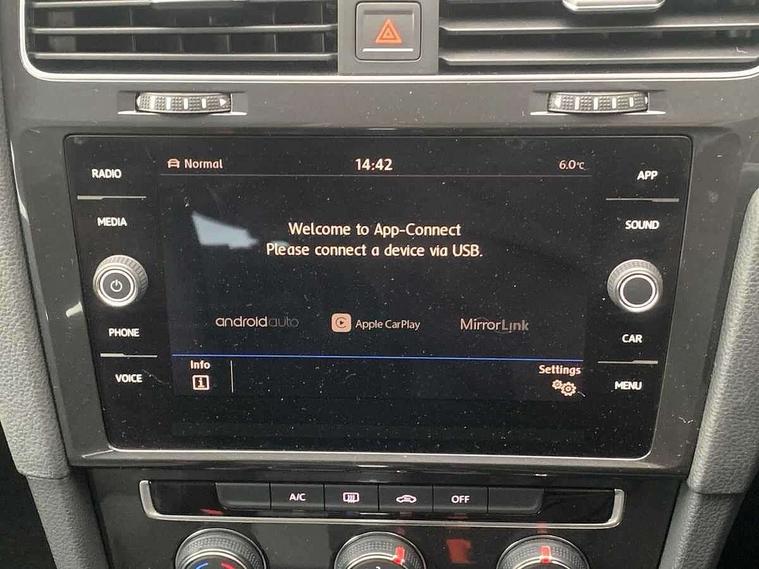 RADIO
MEDIA
PHONE
VOICE
Normal
14:42
6.0°C
Welcome to App-Connect
Please connect a device via USB.
androidauto
Apple CarPlay
MirrorLink
Info
Settings
APP
SOUND
CAR
MENU
A/C
OFF